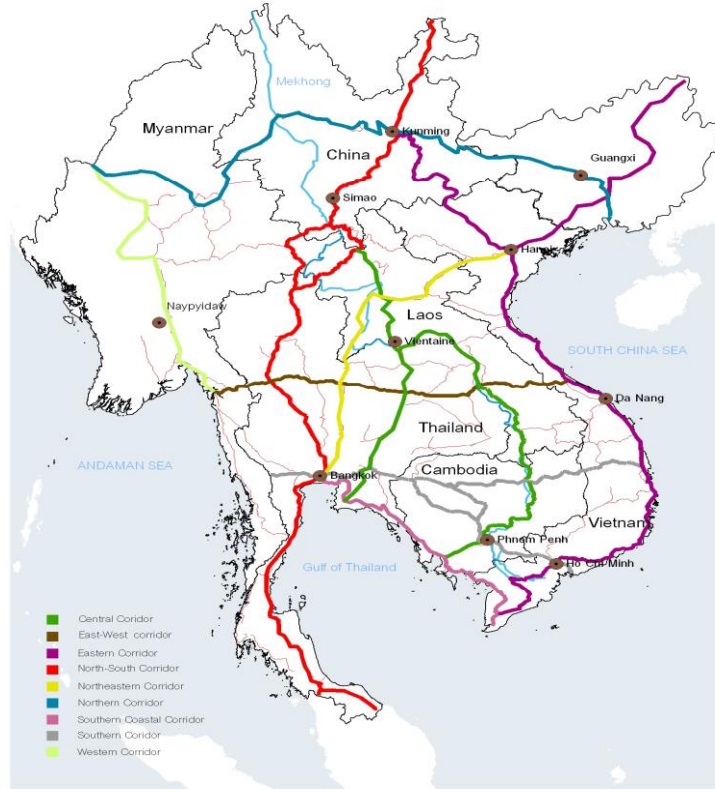 Mekhong
Myanmar
Kunming
China
Guangxi
Simao
Hanoi
Naypyidaw
Laos
Vientaine
SOUTH CHINA SEA
Da Nang
Thailand
ANDAMAN SEA
Bangkok
Cambodia
Vietnam
Phnom Penh
Gulf of Thailand
Ho Chi Minh
Central Coridor
East-West corridor
Eastern Corridor
North-South Corridor
Northeastern Corridor
Northern Corridor
Southern Coastal Corridor
Southern Corridor
Western Corridor